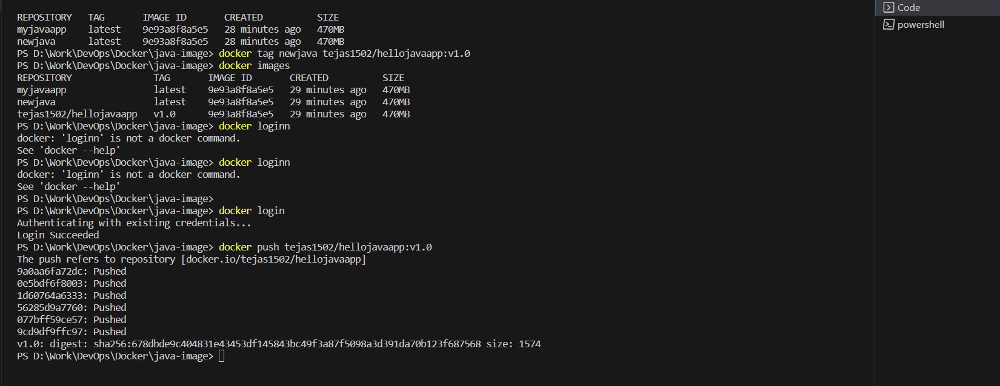 REPOSITORY   TAG       IMAGE ID       CREATED          SIZE
myjavaapp    latest    9e93a8f8a5e5   28 minutes ago   470MB
newjava      latest    9e93a8f8a5e5   28 minutes ago   470MB
PS D:\Work\DevOps\Docker\java-image> docker tag newjava tejas1502/hellojavaapp:v1.0
PS D:\Work\DevOps\Docker\java-image> docker images
REPOSITORY               TAG       IMAGE ID       CREATED          SIZE
myjavaapp                latest    9e93a8f8a5e5   29 minutes ago   470MB
newjava                  latest    9e93a8f8a5e5   29 minutes ago   470MB
tejas1502/hellojavaapp   v1.0      9e93a8f8a5e5   29 minutes ago   470MB
PS D:\Work\DevOps\Docker\java-image> docker loginn
docker: 'loginn' is not a docker command.
See 'docker --help'
PS D:\Work\DevOps\Docker\java-image> docker loginn
docker: 'loginn' is not a docker command.
See 'docker --help'
PS D:\Work\DevOps\Docker\java-image>
PS D:\Work\DevOps\Docker\java-image> docker login
Authenticating with existing credentials...
Login Succeeded
PS D:\Work\DevOps\Docker\java-image> docker push tejas1502/hellojavaapp:v1.0
The push refers to repository [docker.io/tejas1502/hellojavaapp]
9a0aa6fa72dc: Pushed
0e5bdf6f8003: Pushed
1d60764a6333: Pushed
56285d9a7760: Pushed
077bff59ce57: Pushed
9cd9df9ffc97: Pushed
v1.0: digest: sha256:678dbde9c404831e43453df145843bc49f3a87f5098a3d391da70b123f687568 size: 1574
PS D:\Work\DevOps\Docker\java-image>
Code
powershell